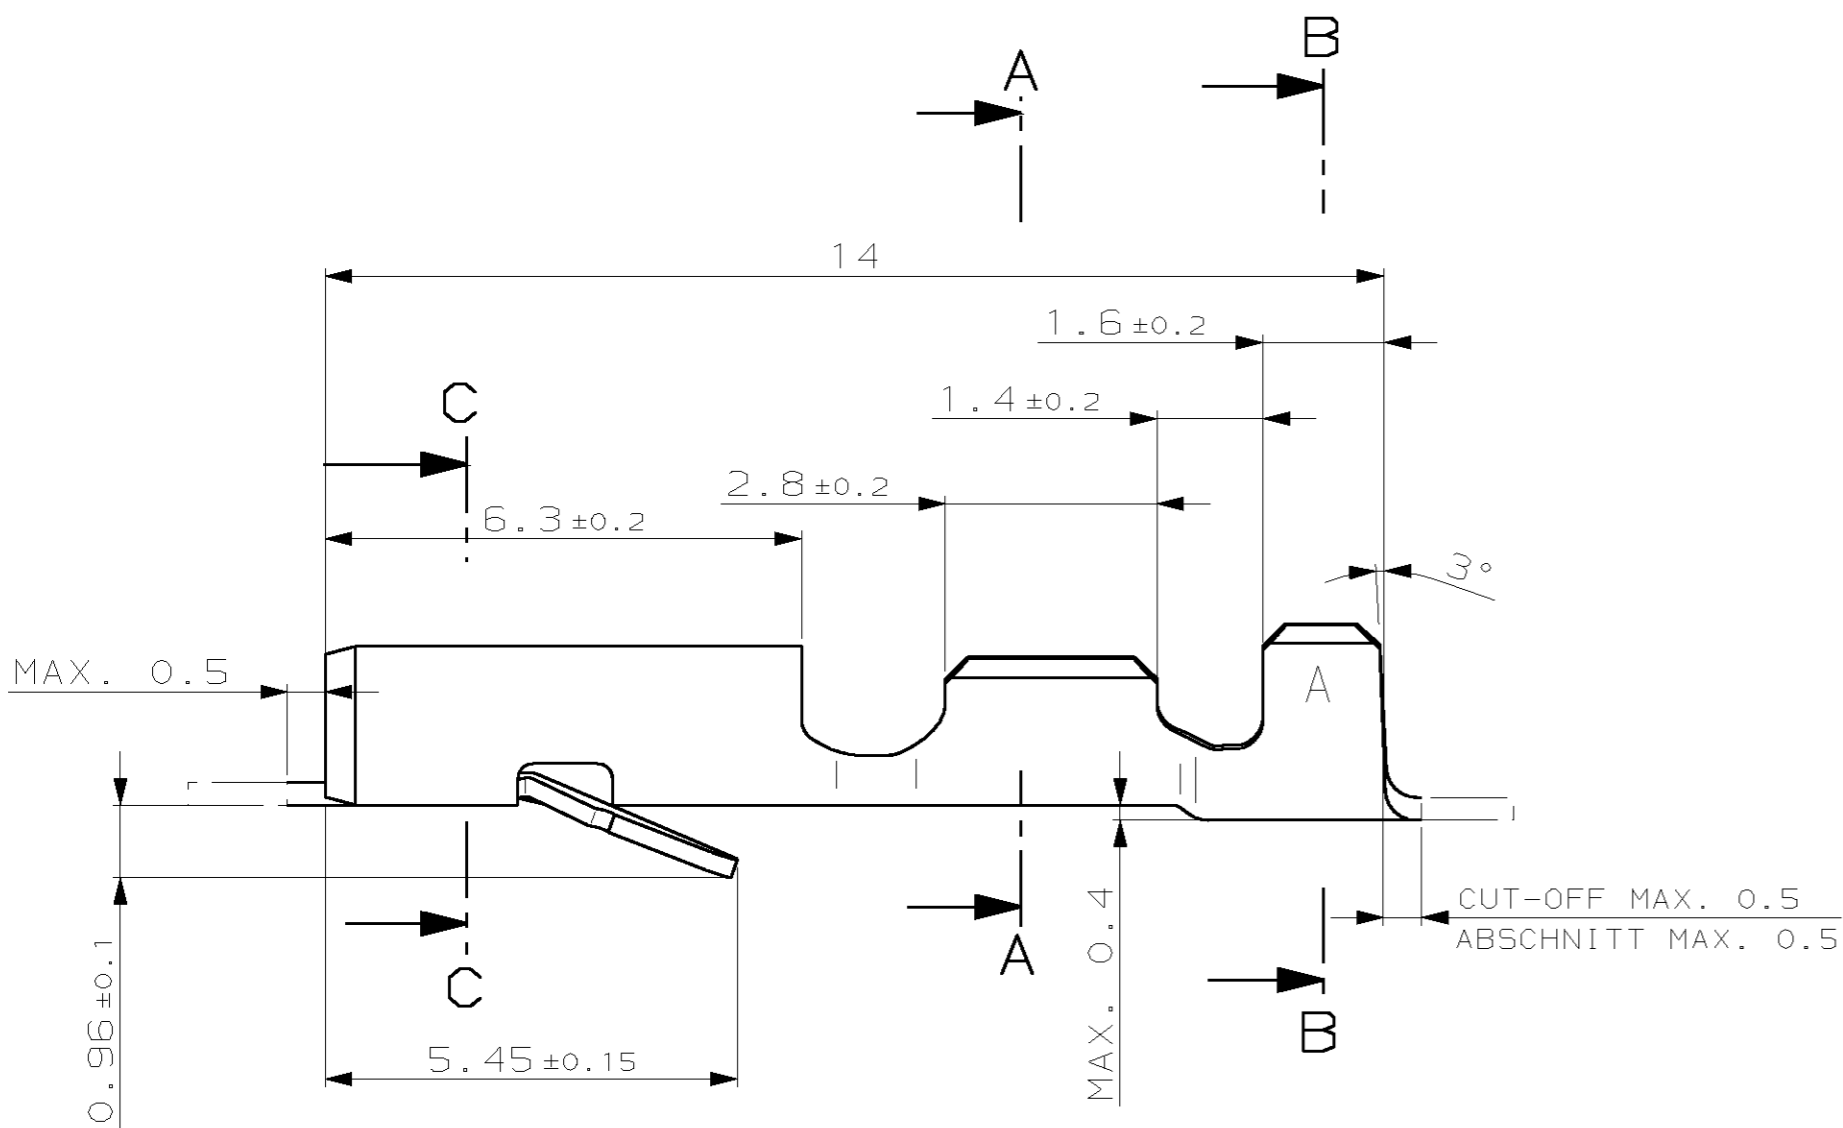 B
A
14
1.6±0.2
C
1.4±0.2
2.8±0.2
6.3±0.2
3°
MAX. 0.5
A
CUT-OFF MAX. 0.5
ABSCHNITT MAX. 0.5
MAX. 0.4
A
C
0.96±0.1
B
5.45±0.15